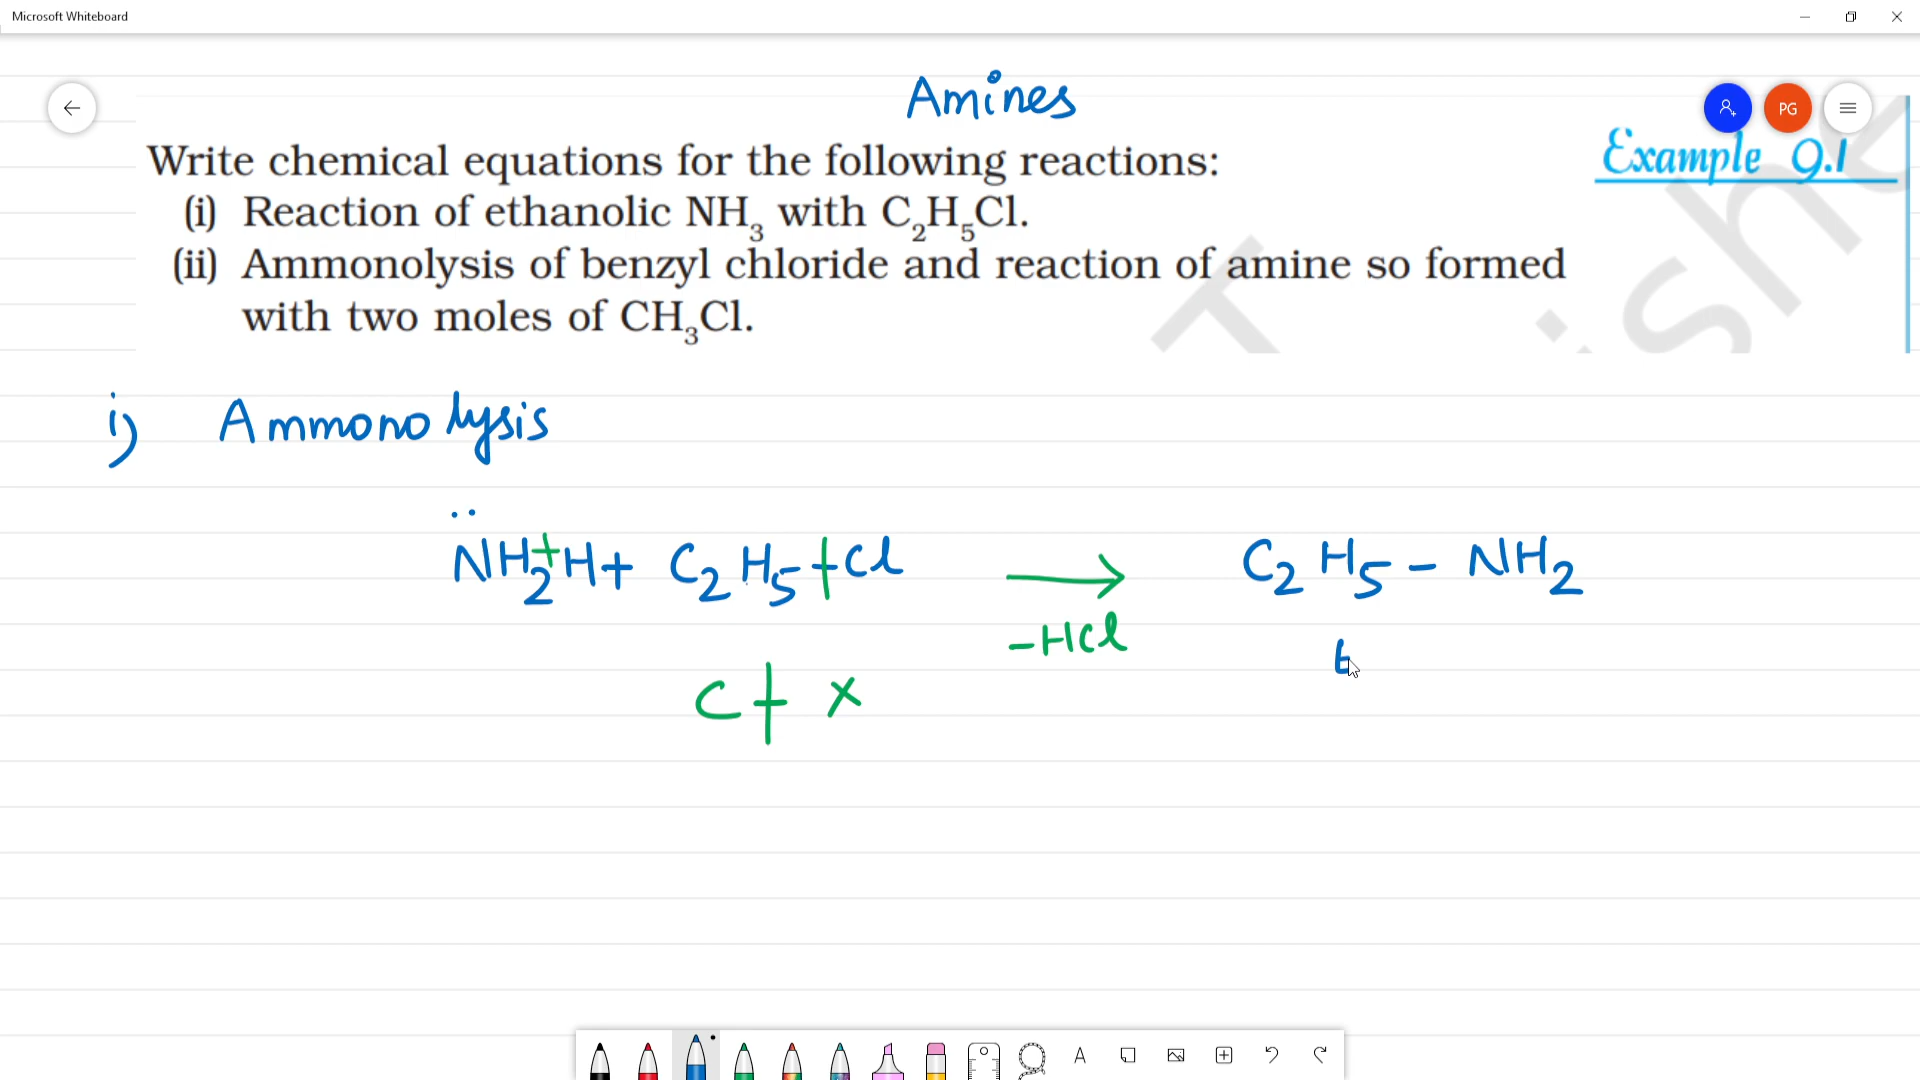 Microsoft Whiteboard
Amines
PG
Example 9.1
Write chemical equations for the following reactions:
(i) Reaction of ethanolic NH₃ with C₂H₅Cl.
(ii) Ammonolysis of benzyl chloride and reaction of amine so formed
with two moles of CH₃Cl.
i) Ammonolysis
..
NH₂+H + C₂H₅+Cl → C₂H₅ - NH₂
-HCl
C + x
A